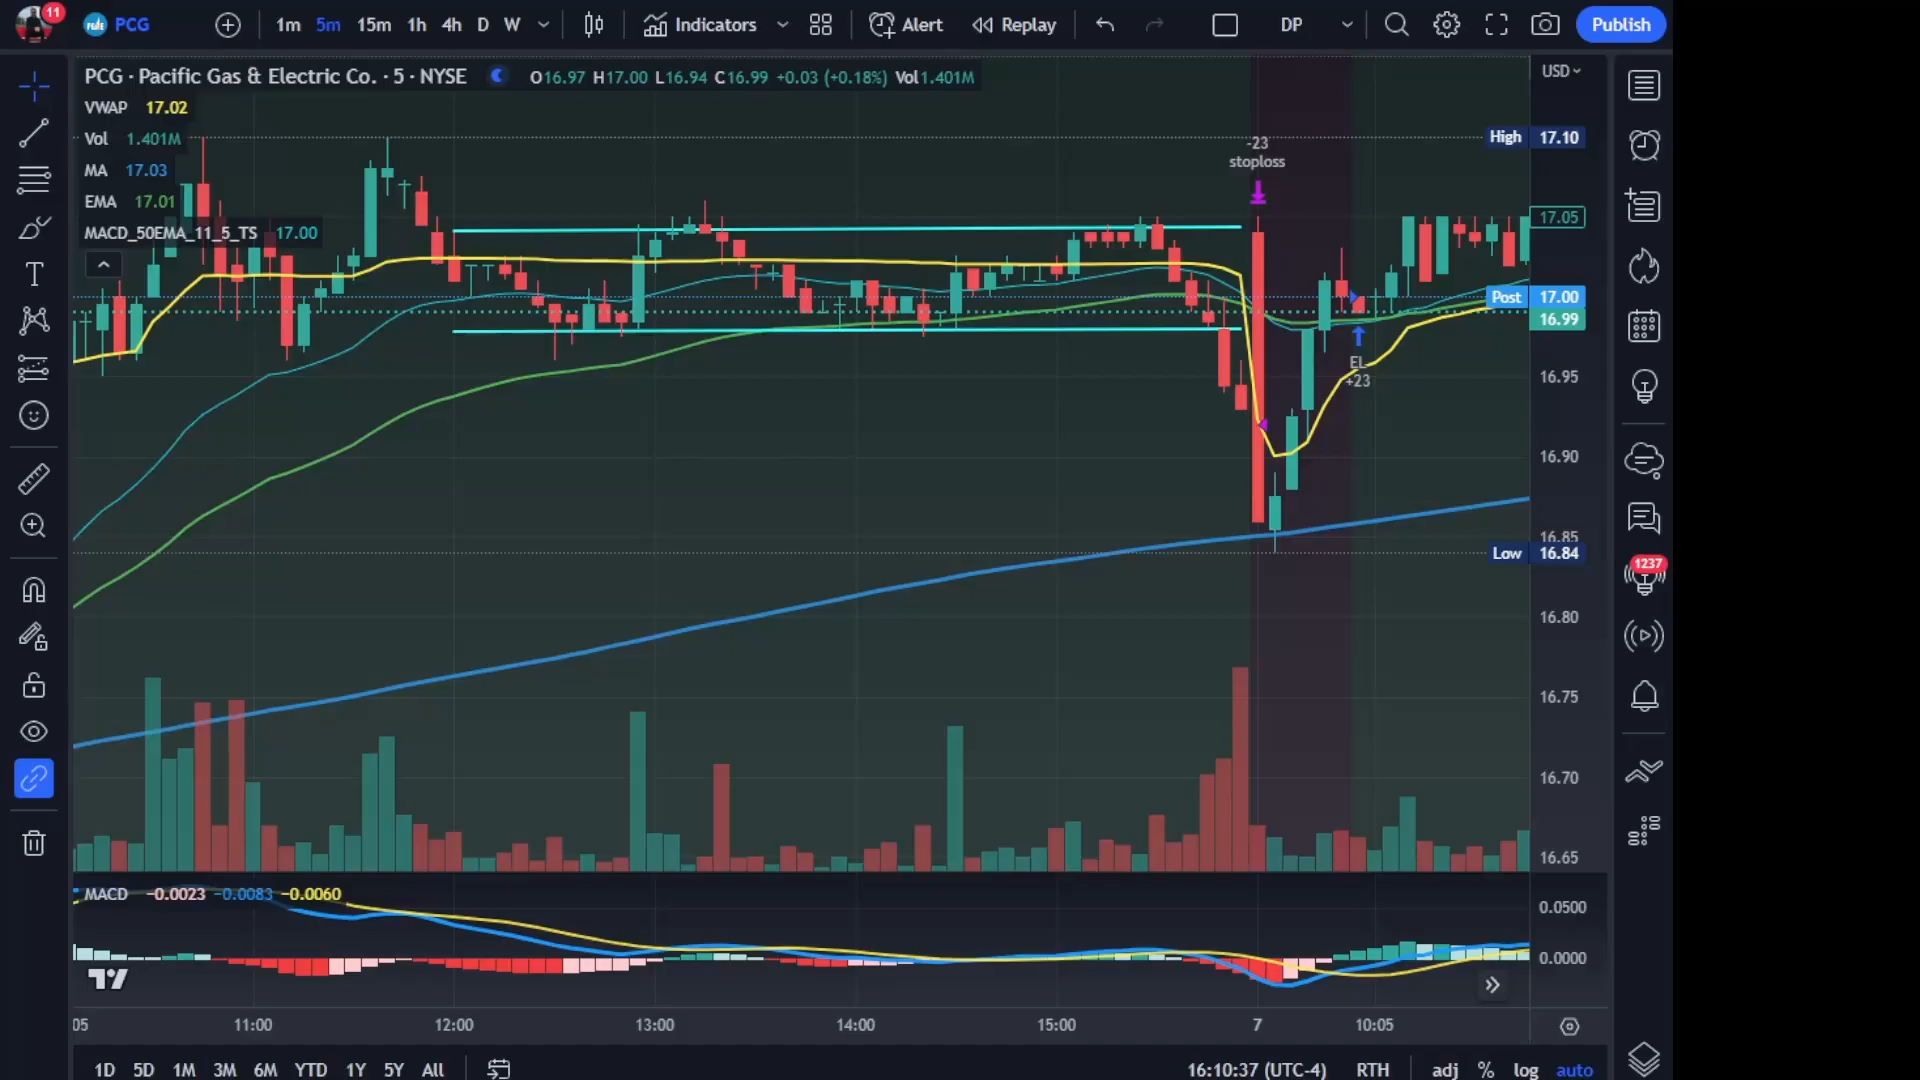 11
PCG
1m 5m 15m 1h 4h D W
Indicators
Alert
Replay
DP
Publish
PCG · Pacific Gas & Electric Co. · 5 · NYSE
O16.97 H17.00 L16.94 C16.99 +0.03 (+0.18%) Vol1.401M
USD
VWAP 17.02
Vol 1.401M
MA 17.03
EMA 17.01
MACD_50EMA_11_5_TS 17.00
High 17.10
-23
stoploss
17.05
Post 17.00
16.99
EL
+23
16.95
16.90
16.85
Low 16.84
16.80
16.75
16.70
16.65
1237
MACD -0.0023 -0.0083 -0.0060
0.0500
0.0000
05 11:00 12:00 13:00 14:00 15:00 7 10:05
1D 5D 1M 3M 6M YTD 1Y 5Y All
16:10:37 (UTC-4) RTH adj % log auto